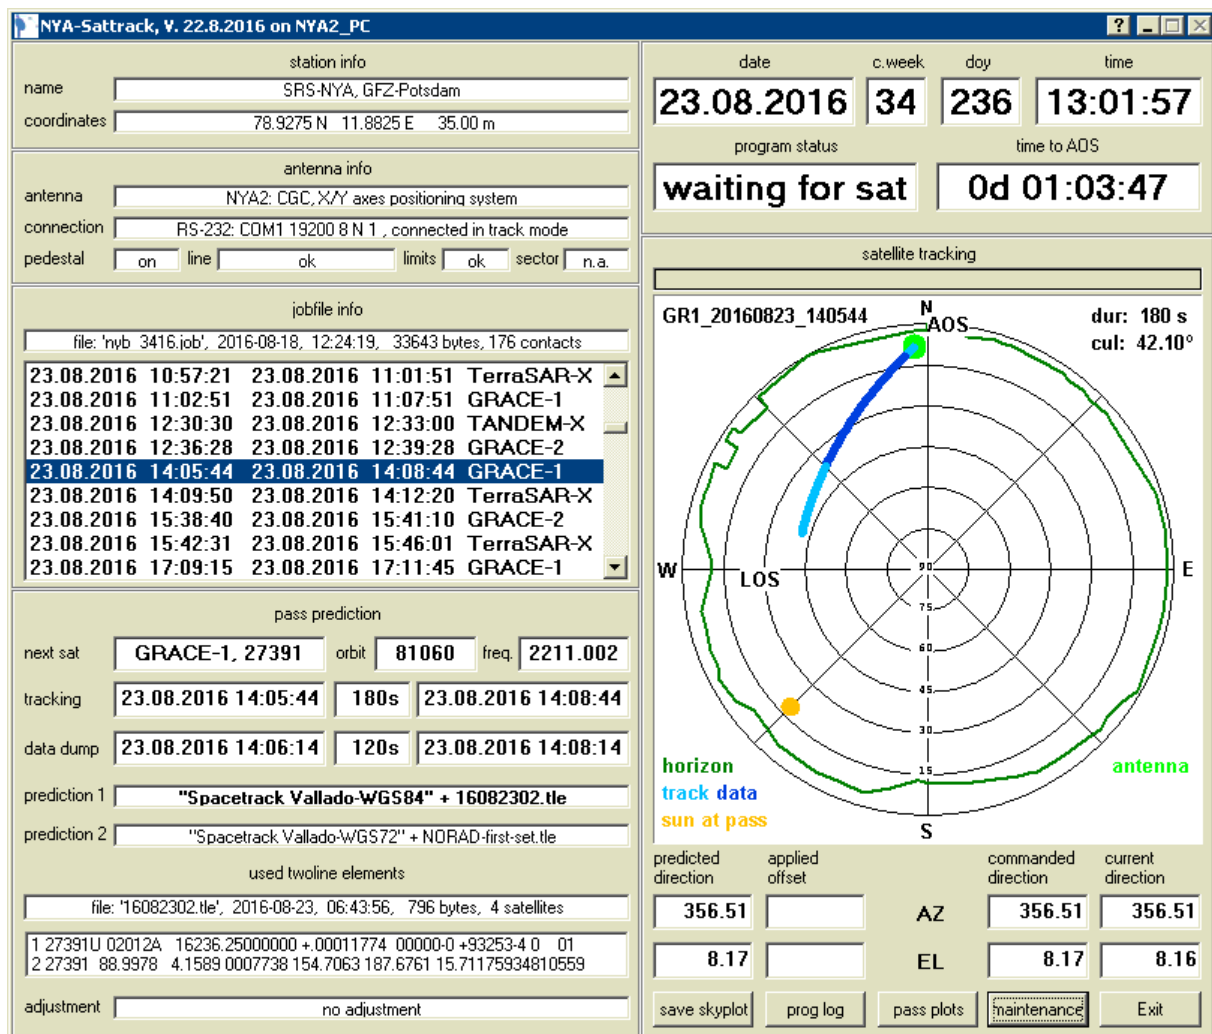 NYA-Sattrack, V. 22.8.2016 on NYA2_PC
station info
name SRS-NYA, GFZ-Potsdam
coordinates 78.9275 N 11.8825 E 35.00 m
antenna info
antenna NYA2: CGC, X/Y axes positioning system
connection RS-232: COM1 19200 8 N 1 , connected in track mode
pedestal on line ok limits ok sector n.a.
jobfile info
file: 'nyb_3416.job', 2016-08-18, 12:24:19, 33643 bytes, 176 contacts
23.08.2016 10:57:21 23.08.2016 11:01:51 TerraSAR-X
23.08.2016 11:02:51 23.08.2016 11:07:51 GRACE-1
23.08.2016 12:30:30 23.08.2016 12:33:00 TANDEM-X
23.08.2016 12:36:28 23.08.2016 12:39:28 GRACE-2
23.08.2016 14:05:44 23.08.2016 14:08:44 GRACE-1
23.08.2016 14:09:50 23.08.2016 14:12:20 TerraSAR-X
23.08.2016 15:38:40 23.08.2016 15:41:10 GRACE-2
23.08.2016 15:42:31 23.08.2016 15:46:01 TerraSAR-X
23.08.2016 17:09:15 23.08.2016 17:11:45 GRACE-1
pass prediction
next sat GRACE-1, 27391 orbit 81060 freq. 2211.002
tracking 23.08.2016 14:05:44 180s 23.08.2016 14:08:44
data dump 23.08.2016 14:06:14 120s 23.08.2016 14:08:14
prediction 1 "Spacetrack Vallado-WGS84" + 16082302.tle
prediction 2 "Spacetrack Vallado-WGS72" + NORAD-first-set.tle
used twoline elements
file: '16082302.tle', 2016-08-23, 06:43:56, 796 bytes, 4 satellites
1 27391U 02012A 16236.25000000 +.00011774 00000-0 +93253-4 0 01
2 27391 88.9978 4.1589 0007738 154.7063 187.6761 15.71175934810559
adjustment no adjustment
date c.week doy time
23.08.2016 34 236 13:01:57
program status time to AOS
waiting for sat 0d 01:03:47
satellite tracking
GR1_20160823_140544 N dur: 180 s
AOS cul: 42.10°
W LOS 90 E
75
60
45
30
15
horizon antenna
track data
sun at pass
S
predicted direction applied offset commanded direction current direction
356.51 AZ 356.51 356.51
8.17 EL 8.17 8.16
save skyplot prog log pass plots maintenance Exit